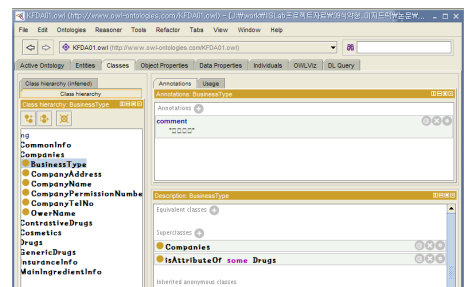 KFDA01.owl (http://www.owl-ontologies.com/KFDA01.owl)
File Edit Ontologies Reasoner Tools Refactor Tabs View Window Help
KFDA01.owl (http://www.owl-ontologies.com/KFDA01.owl)
Active Ontology Entities Classes Object Properties Data Properties Individuals OWLViz DL Query
Class hierarchy (inferred)
Class hierarchy
Class hierarchy: BusinessType
ng
CommonInfo
Companies
BusinessType
CompanyAddress
CompanyName
CompanyPermissionNumbe
CompanyTelNo
OwerName
ContrastiveDrugs
Cosmetics
Drugs
GenericDrugs
InsuranceInfo
MainingredientInfo
Annotations Usage
Annotations: BusinessType
Annotations
comment
"□□□□"
Description: BusinessType
Equivalent classes
Superclasses
Companies
isAttributeOf some Drugs
Inherited anonymous classes